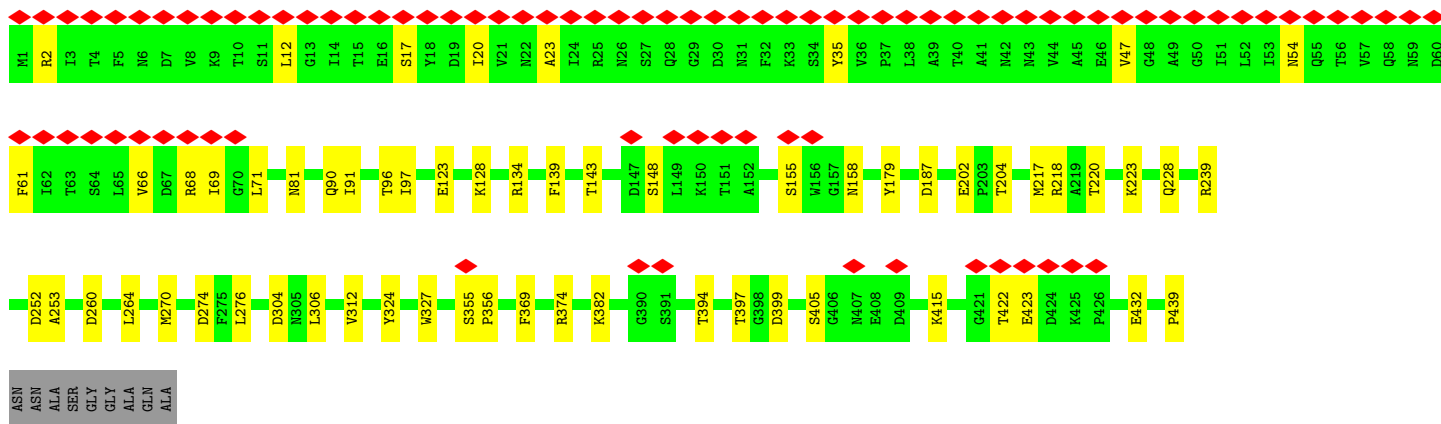 M1 R2 I3 T4 F5 N6 D7 V8 K9 T10 S11 L12 G13 I14 T15 E16 S17 Y18 D19 I20 V21 N22 A23 I24 R25 N26 S27 Q28 G29 D30 N31 F32 K33 S34 Y35 V36 P37 L38 A39 T40 A41 N42 N43 V44 A45 E46 V47 G48 A49 G50 I51 L52 I53 N54 Q55 T56 V57 Q58 N59 D60
F61 I62 T63 S64 L65 V66 D67 R68 I69 G70 L71 N81 Q90 I91 T96 I97 E123 K128 R134 F139 T143 D147 S148 L149 K150 T151 A152 S155 W156 G157 N158 Y179 D187 E202 P203 T204 M217 R218 A219 T220 K223 Q228 R239
D252 A253 D260 L264 M270 D274 F275 L276 D304 N305 L306 V312 Y324 W327 S355 P356 F369 R374 K382 G390 S391 T394 T397 G398 D399 S405 G406 N407 E408 D409 K415 G421 T422 E423 D424 K425 P426 E432 P439
ASN ASN ALA SER GLY GLY ALA GLN ALA